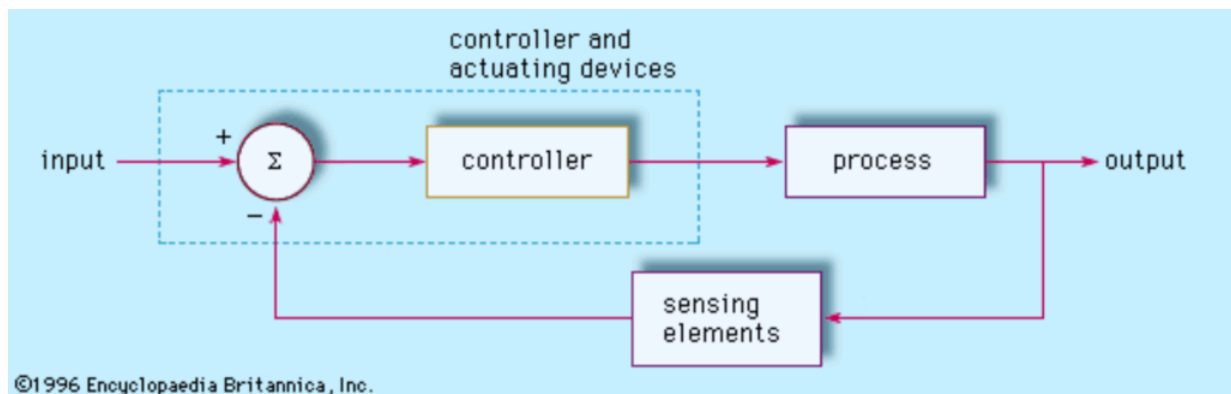 controller and
actuating devices
+
input
Σ
controller
process
output
−
sensing
elements
©1996 Encyclopaedia Britannica, Inc.